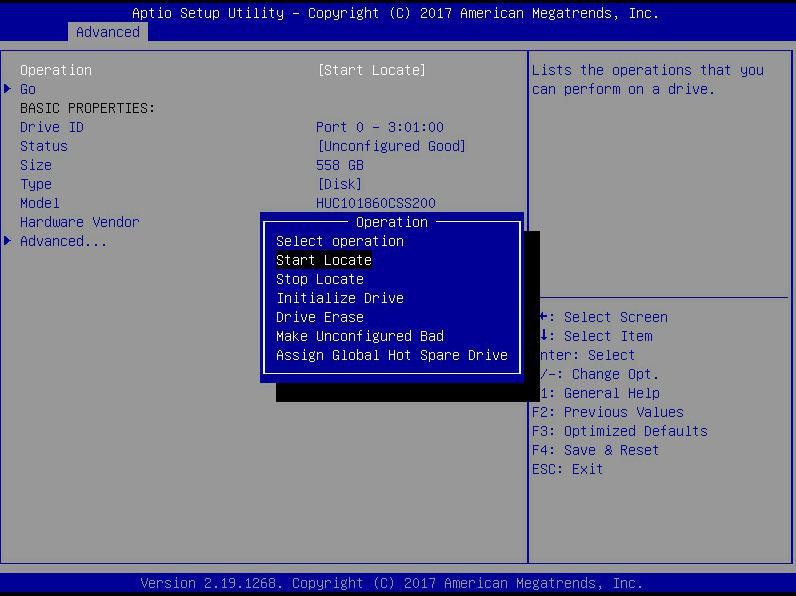 Aptio Setup Utility – Copyright (C) 2017 American Megatrends, Inc.
Advanced
Operation [Start Locate]
Go
BASIC PROPERTIES:
Drive ID Port 0 – 3:01:00
Status [Unconfigured Good]
Size 558 GB
Type [Disk]
Model HUC101860CSS200
Hardware Vendor
Advanced...
Operation
Select operation
Start Locate
Stop Locate
Initialize Drive
Drive Erase
Make Unconfigured Bad
Assign Global Hot Spare Drive
Lists the operations that you
can perform on a drive.
: Select Screen
↓: Select Item
nter: Select
/–: Change Opt.
1: General Help
F2: Previous Values
F3: Optimized Defaults
F4: Save & Reset
ESC: Exit
Version 2.19.1268. Copyright (C) 2017 American Megatrends, Inc.